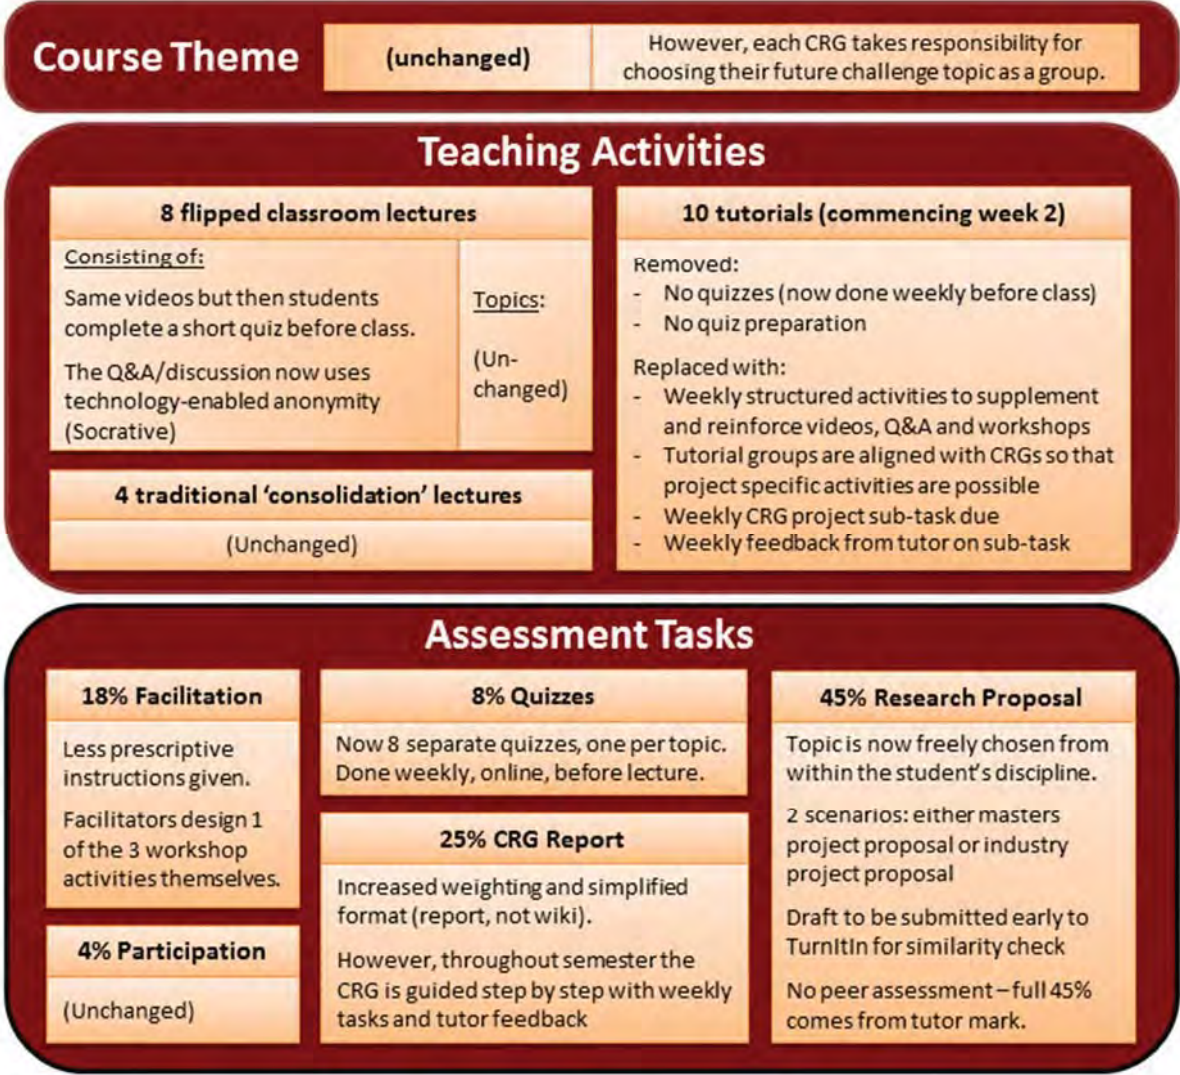 Course Theme
(unchanged)
However, each CRG takes responsibility for
choosing their future challenge topic as a group.
Teaching Activities
8 flipped classroom lectures
Consisting of:
Same videos but then students
complete a short quiz before class.
The Q&A/discussion now uses
technology-enabled anonymity
(Socrative)
Topics:
(Un-
changed)
4 traditional ‘consolidation’ lectures
(Unchanged)
10 tutorials (commencing week 2)
Removed:
- No quizzes (now done weekly before class)
- No quiz preparation
Replaced with:
- Weekly structured activities to supplement
and reinforce videos, Q&A and workshops
- Tutorial groups are aligned with CRGs so that
project specific activities are possible
- Weekly CRG project sub-task due
- Weekly feedback from tutor on sub-task
Assessment Tasks
18% Facilitation
Less prescriptive
instructions given.
Facilitators design 1
of the 3 workshop
activities themselves.
4% Participation
(Unchanged)
8% Quizzes
Now 8 separate quizzes, one per topic.
Done weekly, online, before lecture.
25% CRG Report
Increased weighting and simplified
format (report, not wiki).
However, throughout semester the
CRG is guided step by step with weekly
tasks and tutor feedback
45% Research Proposal
Topic is now freely chosen from
within the student’s discipline.
2 scenarios: either masters
project proposal or industry
project proposal
Draft to be submitted early to
TurnItIn for similarity check
No peer assessment – full 45%
comes from tutor mark.